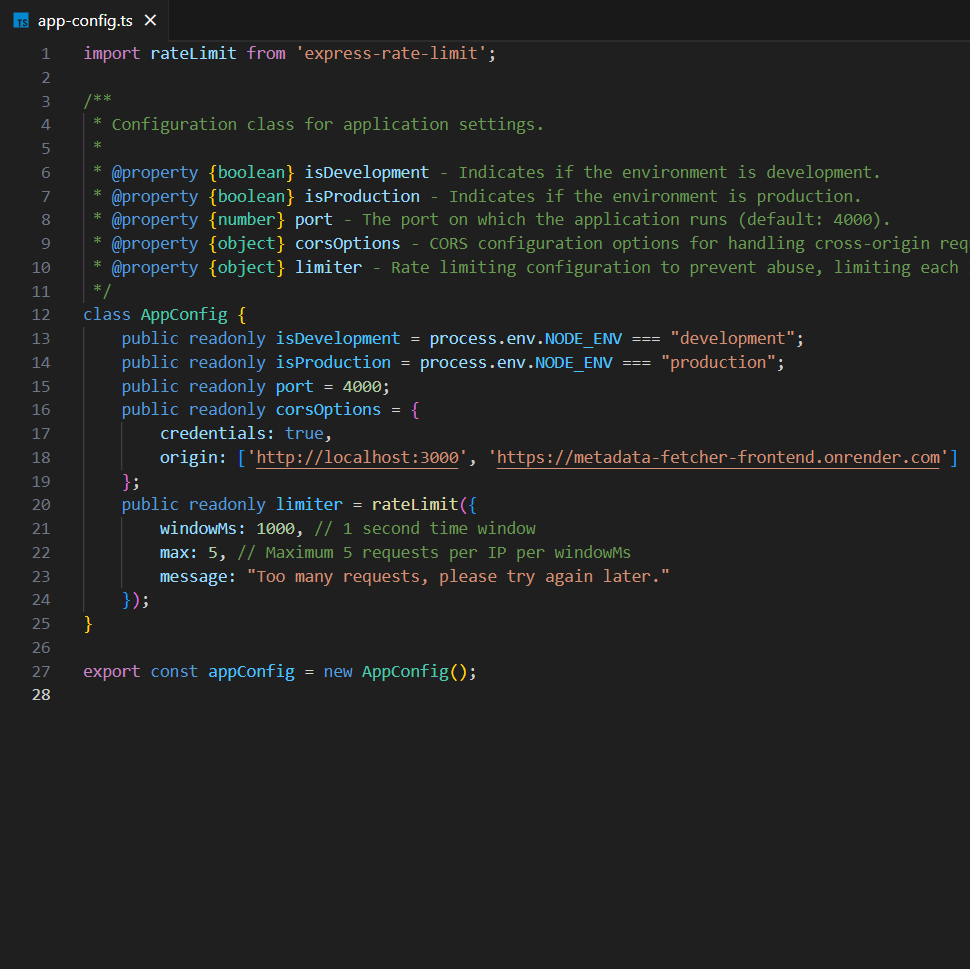 TS app-config.ts ×
1 import rateLimit from 'express-rate-limit';
2
3 /**
4  * Configuration class for application settings.
5  *
6  * @property {boolean} isDevelopment - Indicates if the environment is development.
7  * @property {boolean} isProduction - Indicates if the environment is production.
8  * @property {number} port - The port on which the application runs (default: 4000).
9  * @property {object} corsOptions - CORS configuration options for handling cross-origin req
10  * @property {object} limiter - Rate limiting configuration to prevent abuse, limiting each
11  */
12 class AppConfig {
13     public readonly isDevelopment = process.env.NODE_ENV === "development";
14     public readonly isProduction = process.env.NODE_ENV === "production";
15     public readonly port = 4000;
16     public readonly corsOptions = {
17         credentials: true,
18         origin: ['http://localhost:3000', 'https://metadata-fetcher-frontend.onrender.com']
19     };
20     public readonly limiter = rateLimit({
21         windowMs: 1000, // 1 second time window
22         max: 5, // Maximum 5 requests per IP per windowMs
23         message: "Too many requests, please try again later."
24     });
25 }
26
27 export const appConfig = new AppConfig();
28